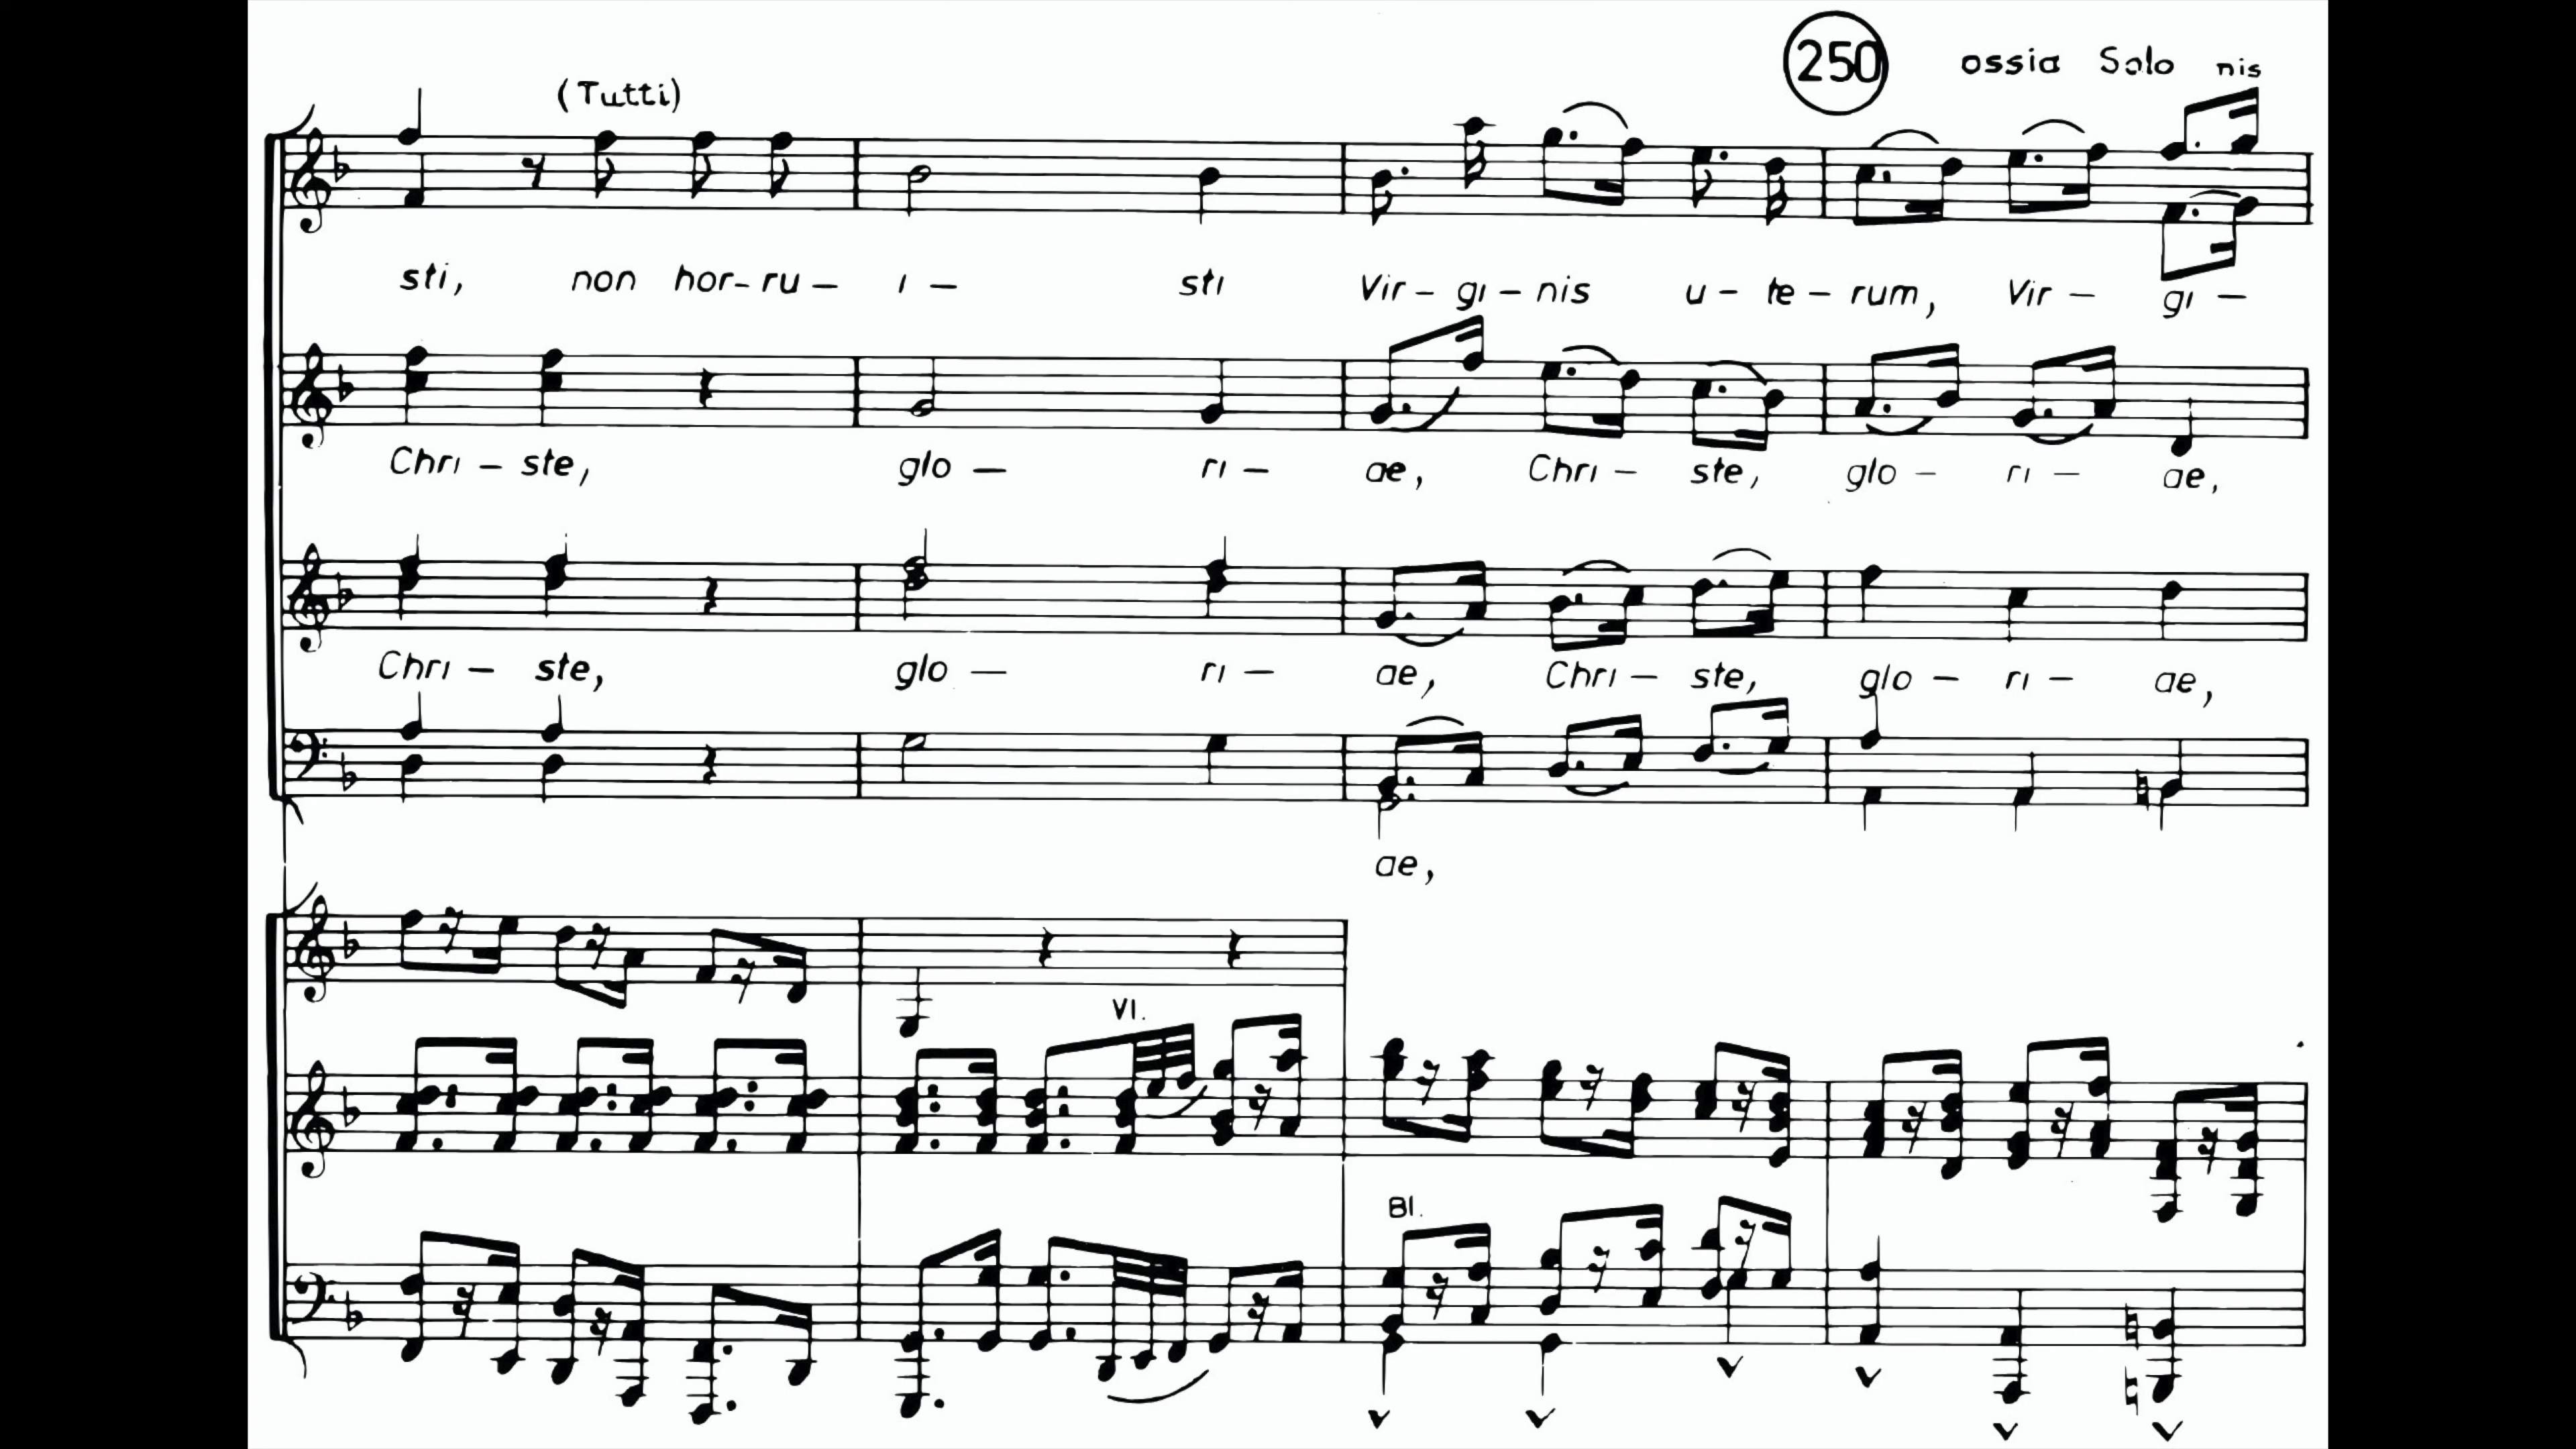 250 ossia Solo nis
(Tutti)
sti, non hor-ru- i- sti Vir-gi-nis u-te-rum, Vir- gi-
Chri-ste, glo- ri- ae, Chri-ste, glo-ri-ae,
Chri-ste, glo- ri- ae, Chri-ste, glo-ri-ae,
ae,
Vl.
Bl.